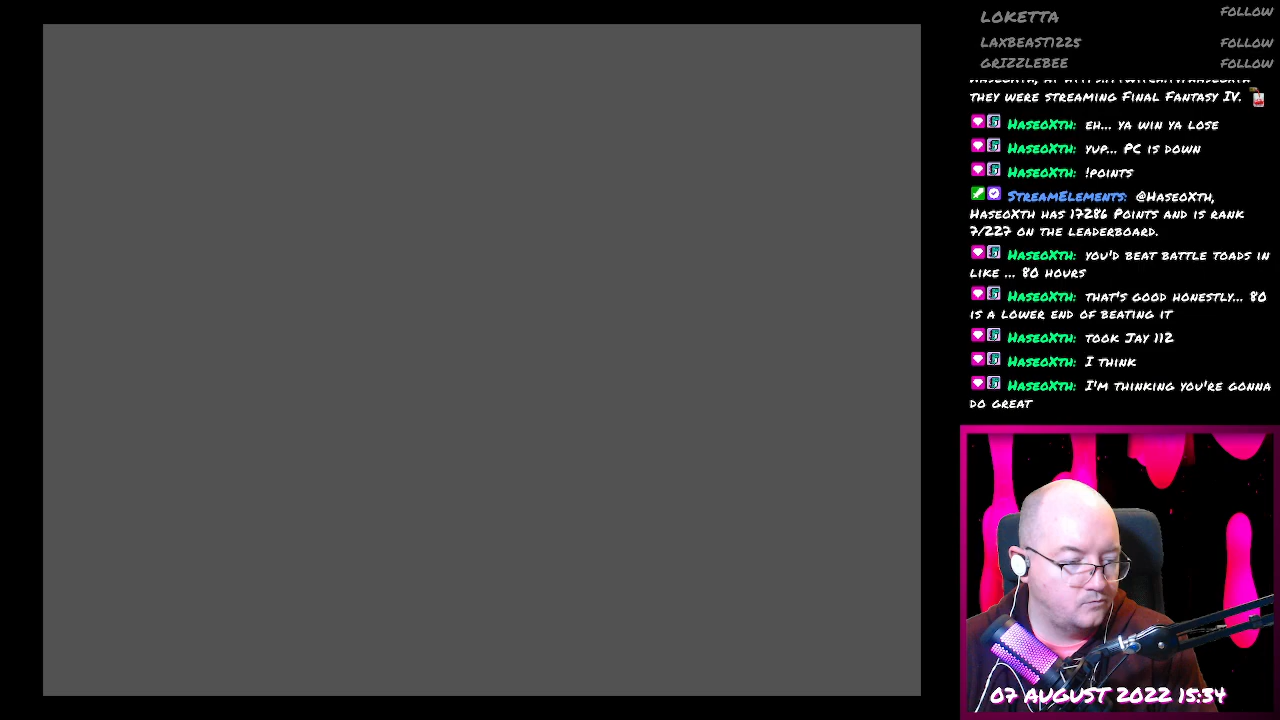 LOKETTA FOLLOW
LAXBEAST1225 FOLLOW
GRIZZLEBEE FOLLOW
THEY WERE STREAMING FINAL FANTASY IV.
HASEOXTH: EH... YA WIN YA LOSE
HASEOXTH: YUP... PC IS DOWN
HASEOXTH: !POINTS
STREAMELEMENTS: @HASEOXTH,
HASEOXTH HAS 17286 POINTS AND IS RANK
7/227 ON THE LEADERBOARD.
HASEOXTH: YOU'D BEAT BATTLE TOADS IN
LIKE ... 80 HOURS
HASEOXTH: THAT'S GOOD HONESTLY... 80
IS A LOWER END OF BEATING IT
HASEOXTH: TOOK JAY 112
HASEOXTH: I THINK
HASEOXTH: I'M THINKING YOU'RE GONNA
DO GREAT
07 AUGUST 2022 15:34